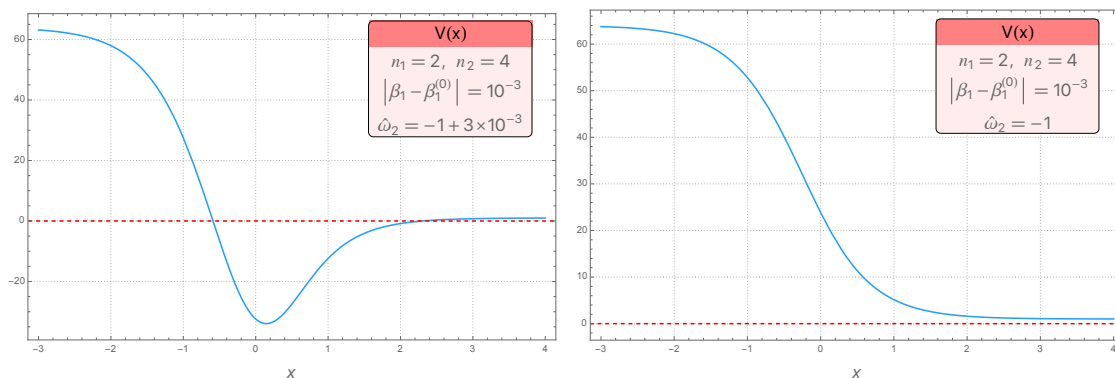 V(x)
n₁ = 2, n₂ = 4
|β₁ − β₁⁽⁰⁾| = 10⁻³
ω̂₂ = −1 + 3×10⁻³
60
40
20
0
−20
−3 −2 −1 0 1 2 3 4
x
V(x)
n₁ = 2, n₂ = 4
|β₁ − β₁⁽⁰⁾| = 10⁻³
ω̂₂ = −1
60
50
40
30
20
10
0
−3 −2 −1 0 1 2 3 4
x